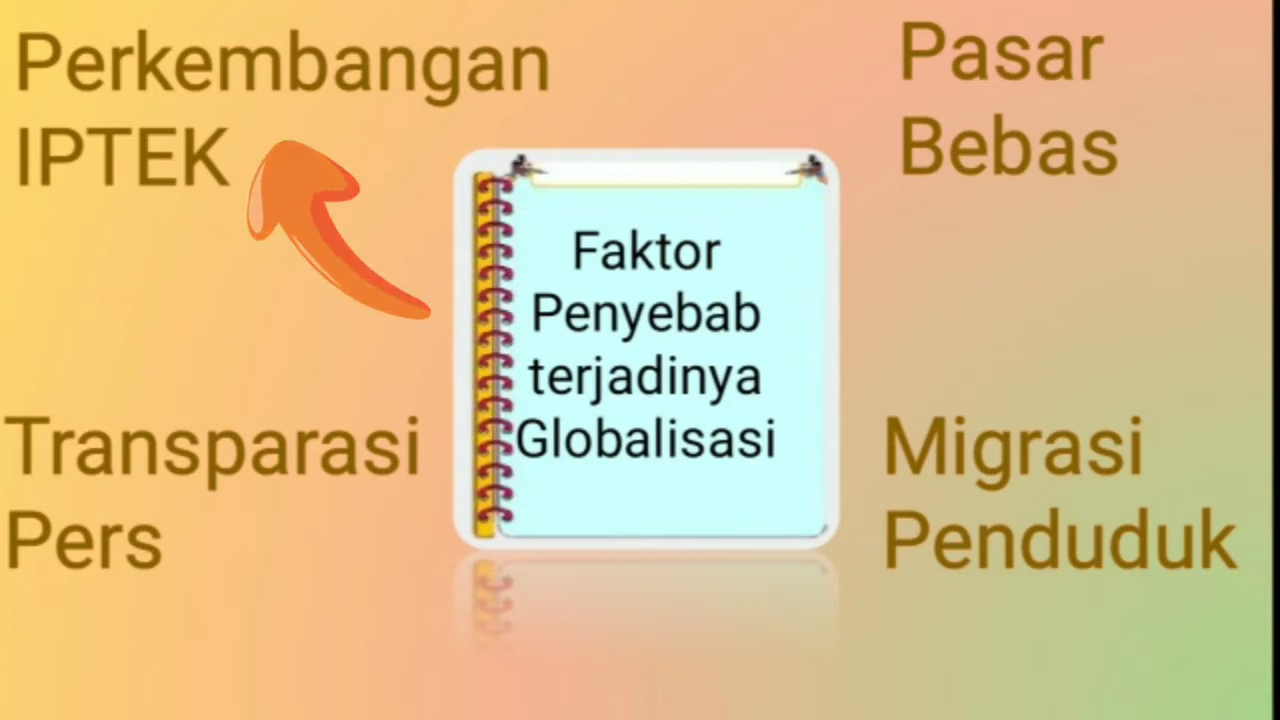 Perkembangan
IPTEK
Pasar
Bebas
Faktor
Penyebab
terjadinya
Globalisasi
Transparasi
Pers
Migrasi
Penduduk